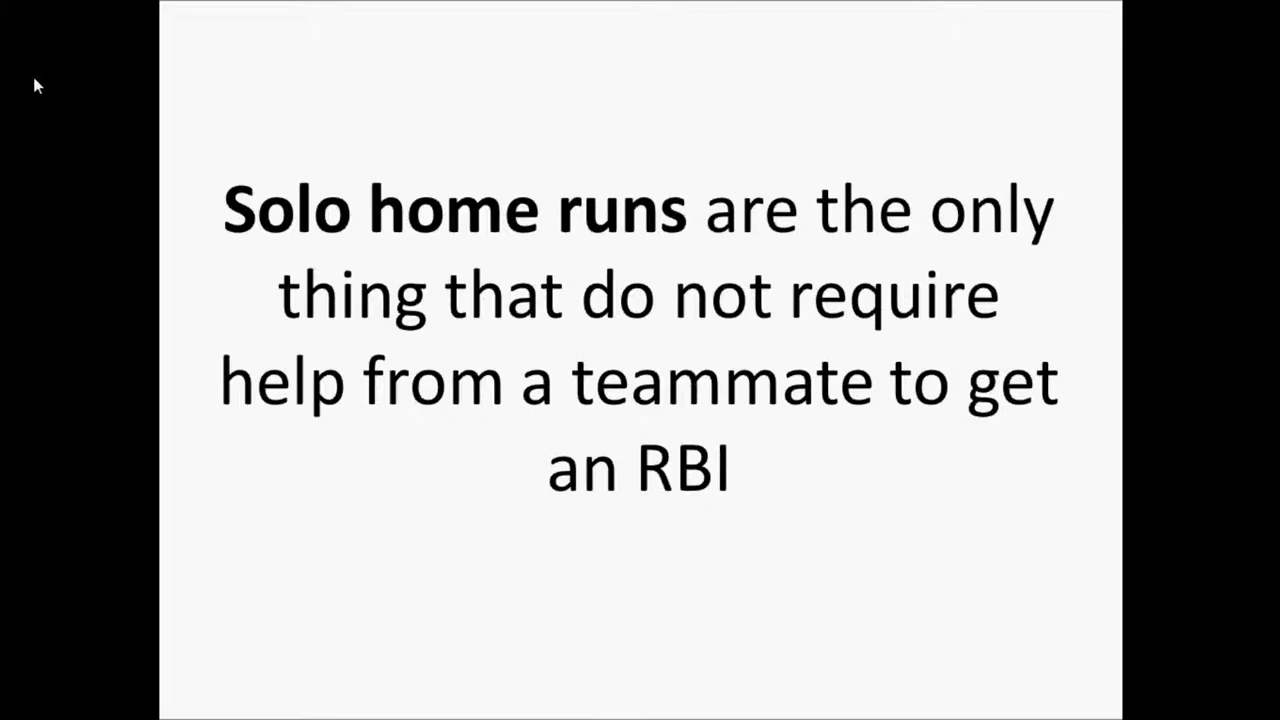 Solo home runs are the only
thing that do not require
help from a teammate to get
an RBI